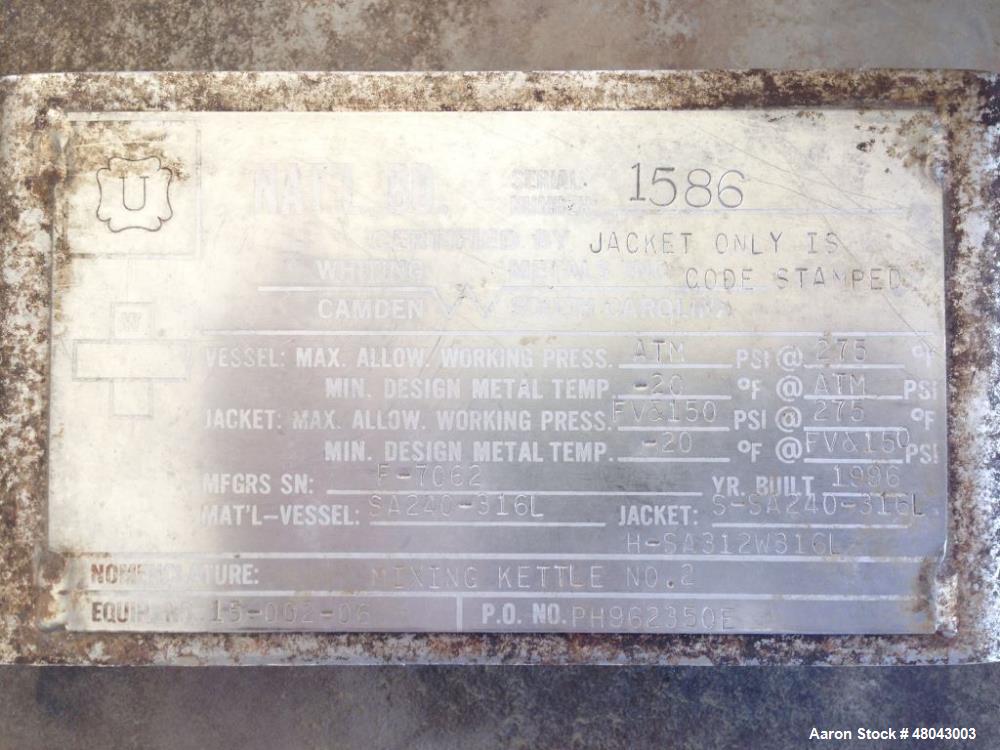 U
NAT'L BD. SERIAL NUMBER 1586
CERTIFIED BY JACKET ONLY IS
WHITING METALS INC. CODE STAMPED
CAMDEN SOUTH CAROLINA
W
VESSEL: MAX. ALLOW. WORKING PRESS. ATM PSI @ 275 °F
MIN. DESIGN METAL TEMP. -20 °F @ ATM PSI
JACKET: MAX. ALLOW. WORKING PRESS. FV&150 PSI @ 275 °F
MIN. DESIGN METAL TEMP. -20 °F @ FV&150 PSI
MFGRS SN: F-7062 YR. BUILT 1996
MAT'L-VESSEL: SA240-316L JACKET: S-SA240-316L
H-SA312W316L
NOMENCLATURE: MIXING KETTLE NO.2
EQUIP. NO. 15-002-06 P.O. NO. PH962350E
Aaron Stock # 48043003